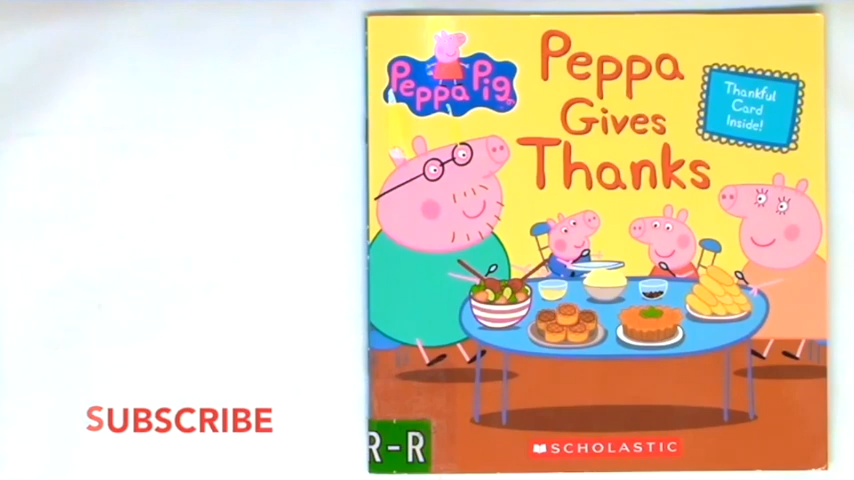 Peppa Pig
Peppa
Gives
Thanks
Thankful
Card
Inside!
SUBSCRIBE
R-R
SCHOLASTIC